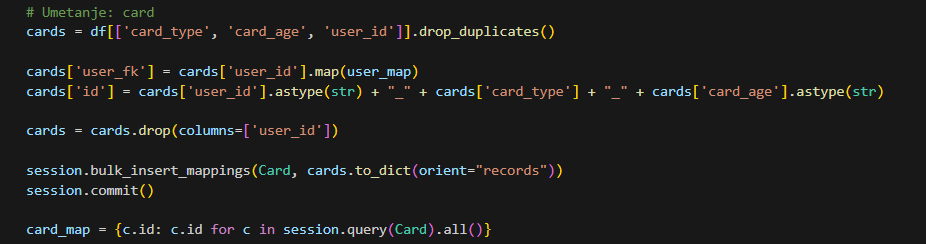 # Umetanje: card
cards = df[['card_type', 'card_age', 'user_id']].drop_duplicates()
cards['user_fk'] = cards['user_id'].map(user_map)
cards['id'] = cards['user_id'].astype(str) + "_" + cards['card_type'] + "_" + cards['card_age'].astype(str)
cards = cards.drop(columns=['user_id'])
session.bulk_insert_mappings(Card, cards.to_dict(orient="records"))
session.commit()
card_map = {c.id: c.id for c in session.query(Card).all()}